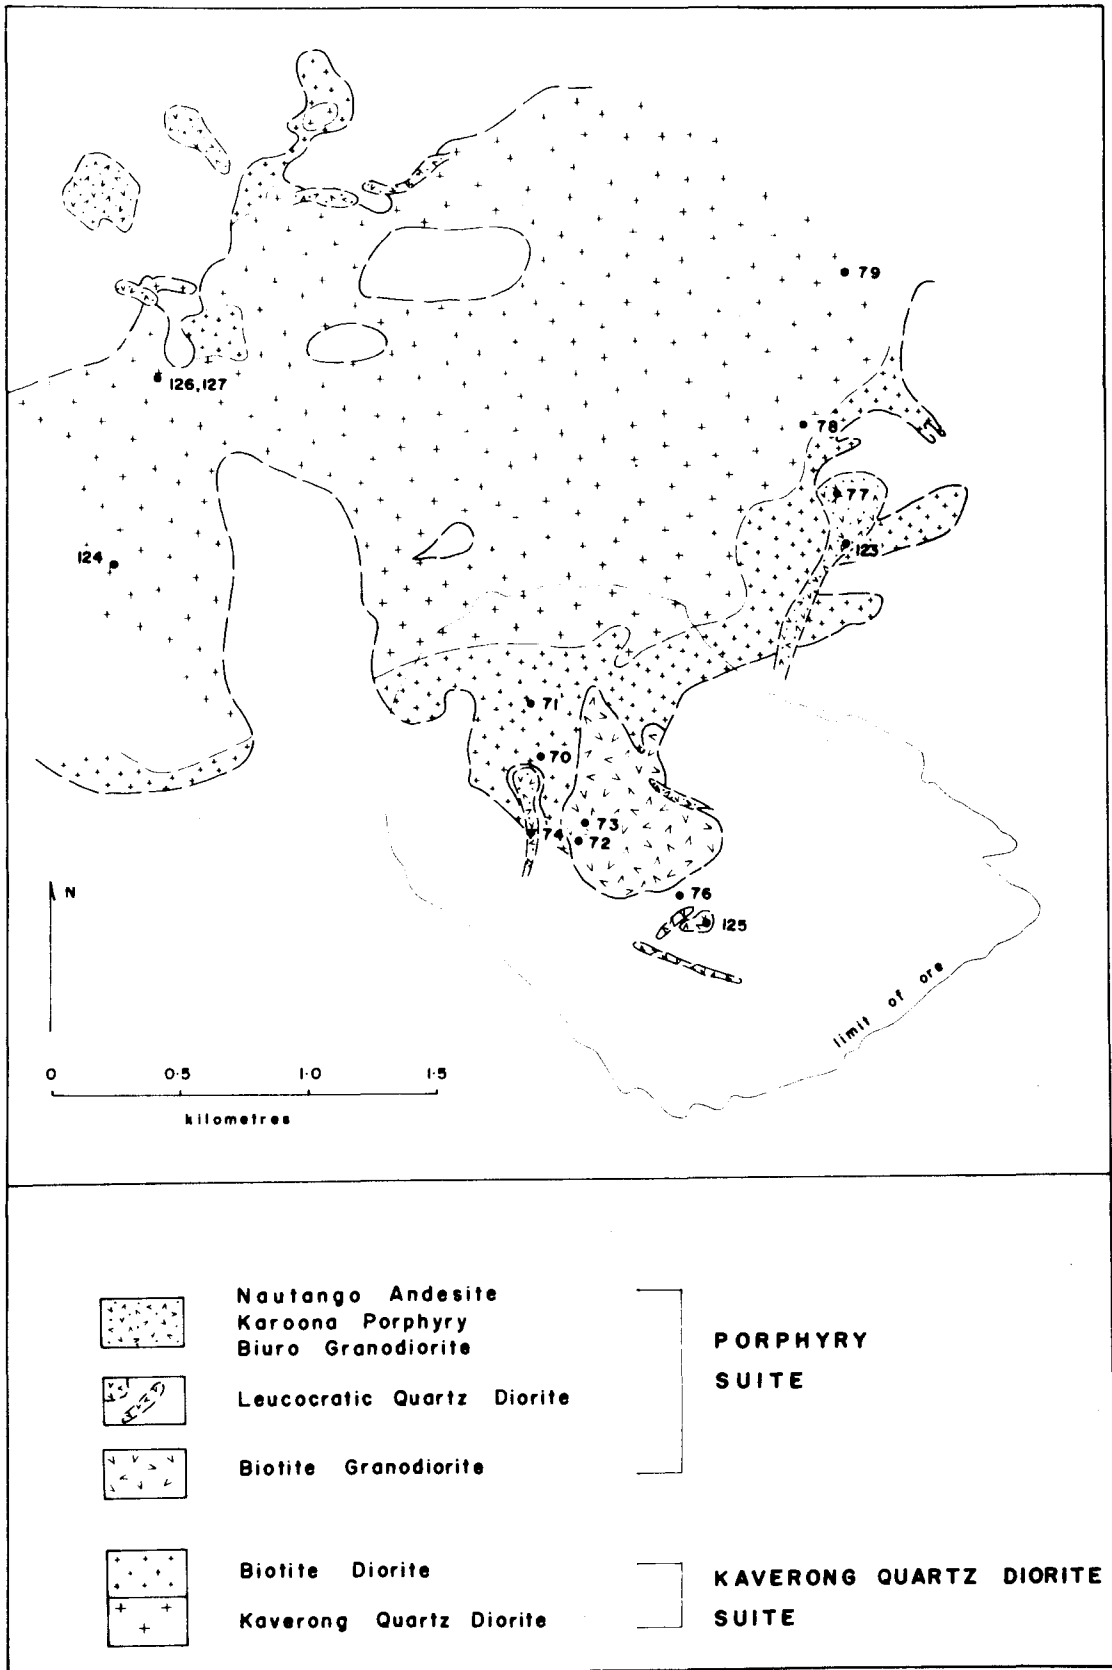 79
126,127
78
77
123
124
71
70
73
74
72
76
125
N
limit of ore
0 0·5 1·0 1·5
kilometres
Nautango Andesite
Karoona Porphyry
Biuro Granodiorite
PORPHYRY
SUITE
Leucocratic Quartz Diorite
Biotite Granodiorite
Biotite Diorite
Kaverong Quartz Diorite
KAVERONG QUARTZ DIORITE
SUITE